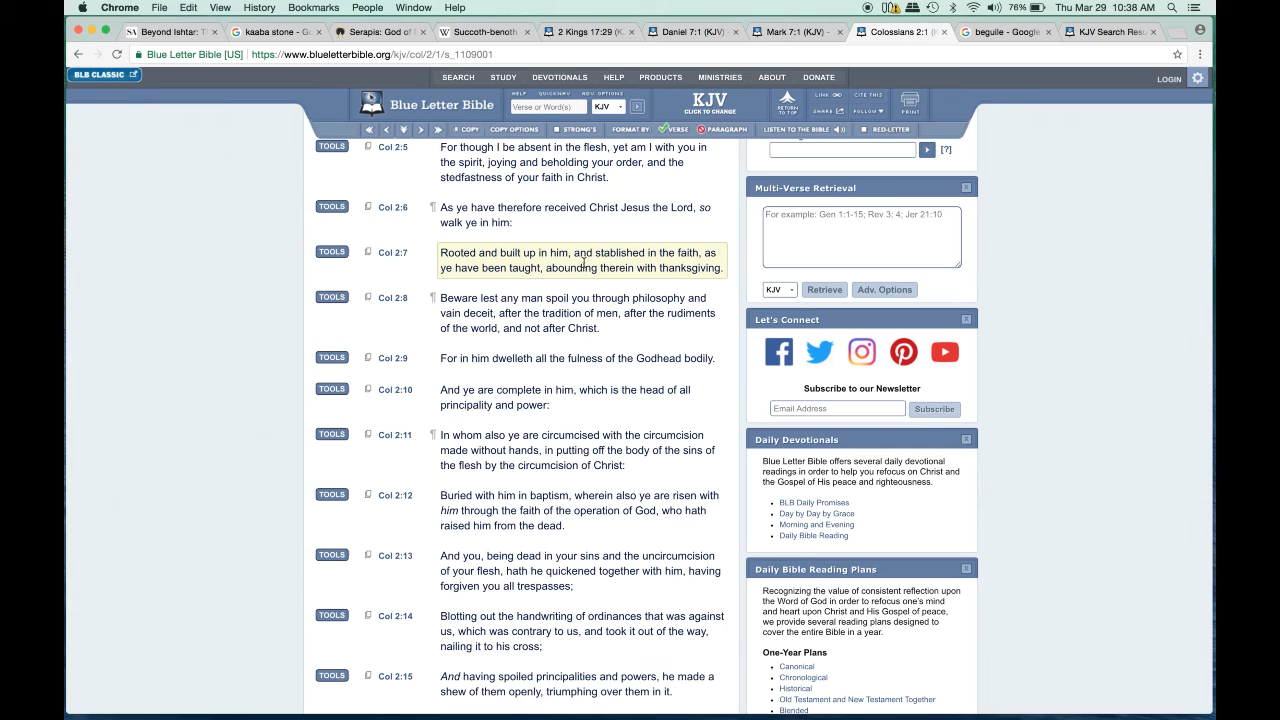 Chrome File Edit View History Bookmarks People Window Help 76% Thu Mar 29 10:38 AM
Beyond Ishtar: T kaaba stone - Go Serapis: God of Succoth-benoth 2 Kings 17:29 (K Daniel 7:1 (KJV) Mark 7:1 (KJV) - Colossians 2:1 ( beguile - Google KJV Search Resu
Blue Letter Bible [US] https://www.blueletterbible.org/kjv/col/2/1/s_1109001
BLB CLASSIC SEARCH STUDY DEVOTIONALS HELP PRODUCTS MINISTRIES ABOUT DONATE LOGIN
HELP QUICKNAV ADV. OPTIONS
Blue Letter Bible Verse or Word(s) KJV KJV CLICK TO CHANGE RETURN TO TOP LINK CITE THIS SHARE FOLLOW PRINT
COPY COPY OPTIONS STRONG'S FORMAT BY: VERSE PARAGRAPH LISTEN TO THE BIBLE RED-LETTER
TOOLS Col 2:5 For though I be absent in the flesh, yet am I with you in
the spirit, joying and beholding your order, and the
stedfastness of your faith in Christ.
TOOLS Col 2:6 ¶ As ye have therefore received Christ Jesus the Lord, so
walk ye in him:
TOOLS Col 2:7 Rooted and built up in him, and stablished in the faith, as
ye have been taught, abounding therein with thanksgiving.
TOOLS Col 2:8 ¶ Beware lest any man spoil you through philosophy and
vain deceit, after the tradition of men, after the rudiments
of the world, and not after Christ.
TOOLS Col 2:9 For in him dwelleth all the fulness of the Godhead bodily.
TOOLS Col 2:10 And ye are complete in him, which is the head of all
principality and power:
TOOLS Col 2:11 ¶ In whom also ye are circumcised with the circumcision
made without hands, in putting off the body of the sins of
the flesh by the circumcision of Christ:
TOOLS Col 2:12 Buried with him in baptism, wherein also ye are risen with
him through the faith of the operation of God, who hath
raised him from the dead.
TOOLS Col 2:13 And you, being dead in your sins and the uncircumcision
of your flesh, hath he quickened together with him, having
forgiven you all trespasses;
TOOLS Col 2:14 Blotting out the handwriting of ordinances that was against
us, which was contrary to us, and took it out of the way,
nailing it to his cross;
TOOLS Col 2:15 And having spoiled principalities and powers, he made a
shew of them openly, triumphing over them in it.
[?]
Multi-Verse Retrieval
For example: Gen 1:1-15; Rev 3; 4; Jer 21:10
KJV Retrieve Adv. Options
Let's Connect
Subscribe to our Newsletter
Email Address Subscribe
Daily Devotionals
Blue Letter Bible offers several daily devotional
readings in order to help you refocus on Christ and
the Gospel of His peace and righteousness.
BLB Daily Promises
Day by Day by Grace
Morning and Evening
Daily Bible Reading
Daily Bible Reading Plans
Recognizing the value of consistent reflection upon
the Word of God in order to refocus one's mind
and heart upon Christ and His Gospel of peace,
we provide several reading plans designed to
cover the entire Bible in a year.
One-Year Plans
Canonical
Chronological
Historical
Old Testament and New Testament Together
Blended